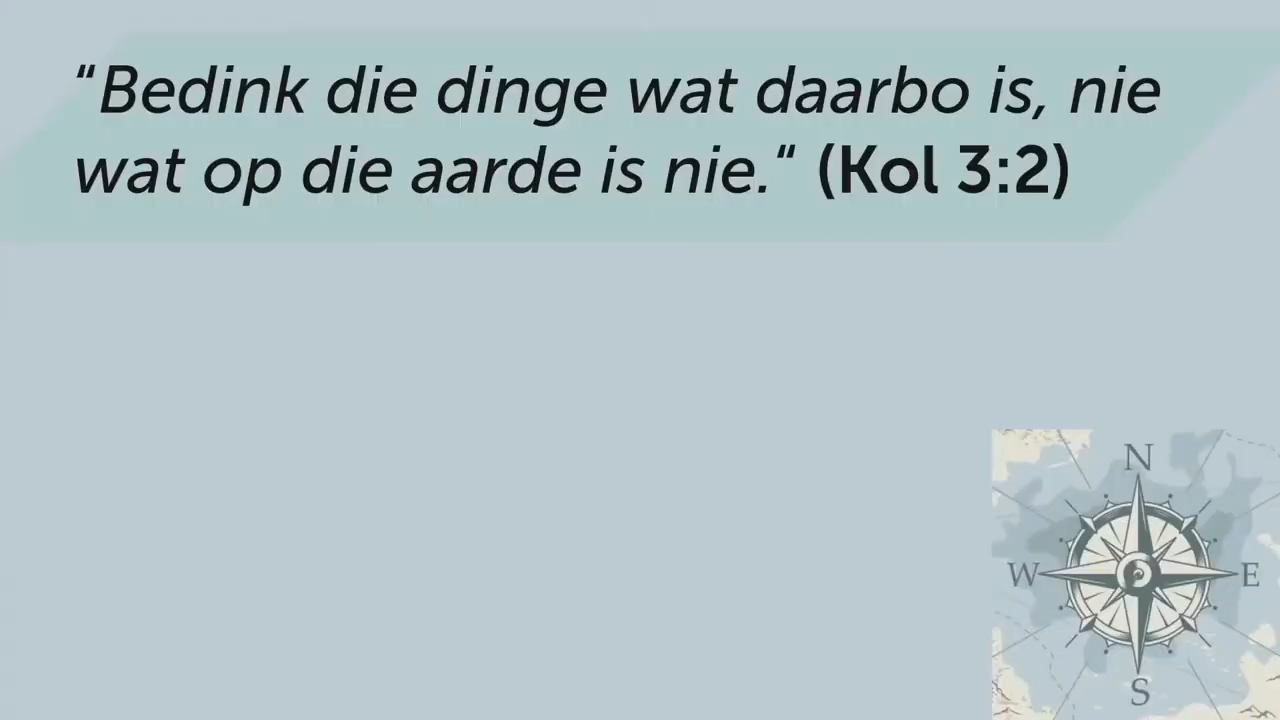 “Bedink die dinge wat daarbo is, nie
wat op die aarde is nie.“ (Kol 3:2)
N
W E
S